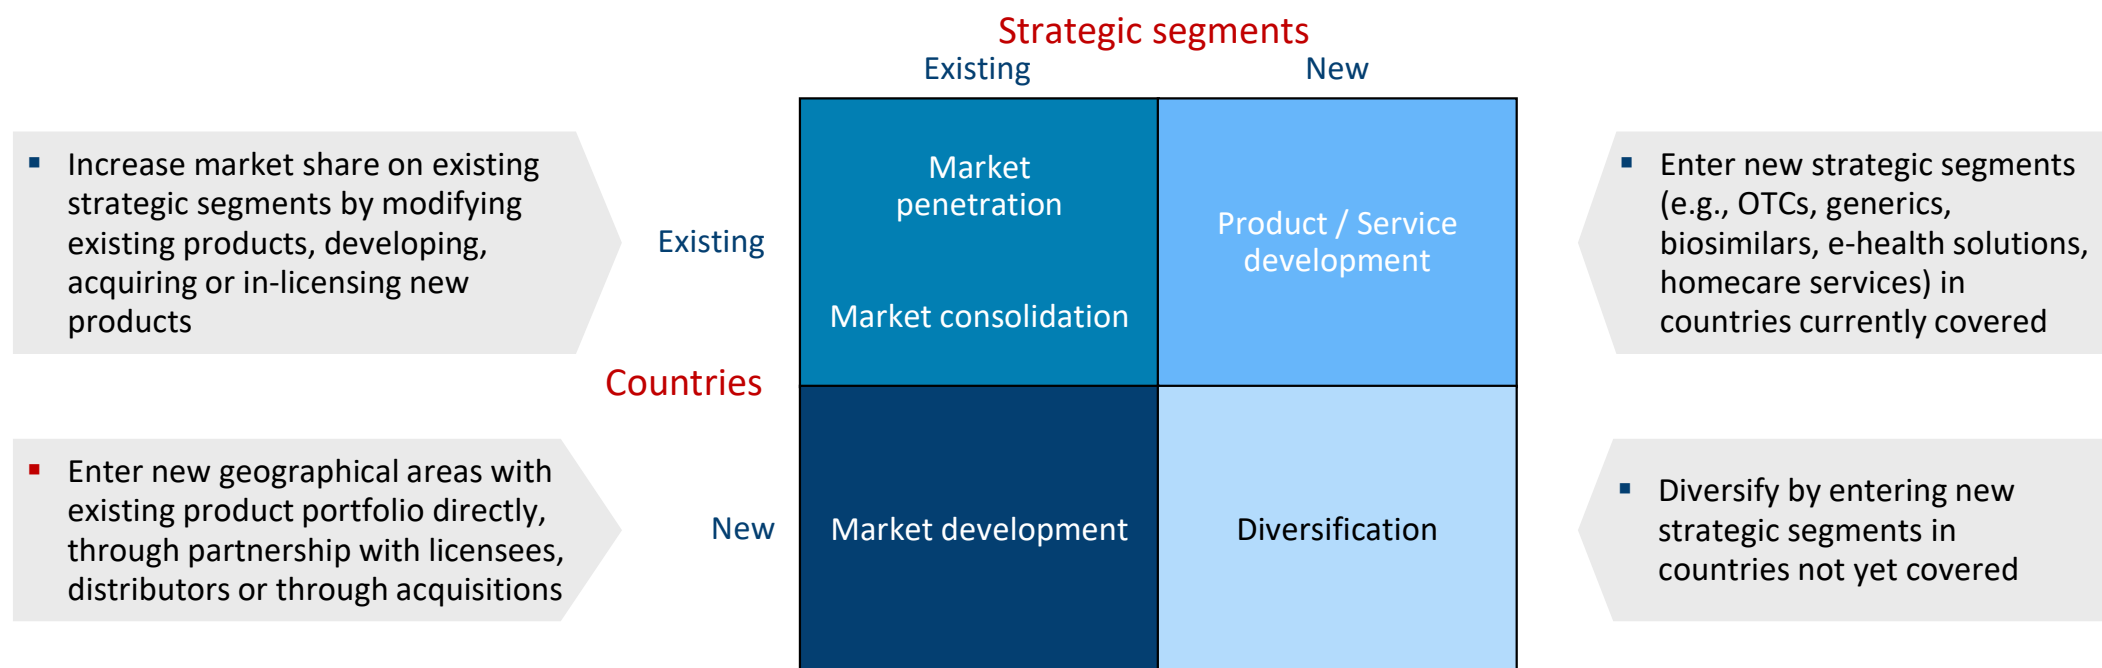 Strategic segments
Existing
New
▪ Increase market share on existing
strategic segments by modifying
existing products, developing,
acquiring or in-licensing new
products
Existing
Market
penetration
Market consolidation
Product / Service
development
▪ Enter new strategic segments
(e.g., OTCs, generics,
biosimilars, e-health solutions,
homecare services) in
countries currently covered
Countries
▪ Enter new geographical areas with
existing product portfolio directly,
through partnership with licensees,
distributors or through acquisitions
New
Market development
Diversification
▪ Diversify by entering new
strategic segments in
countries not yet covered